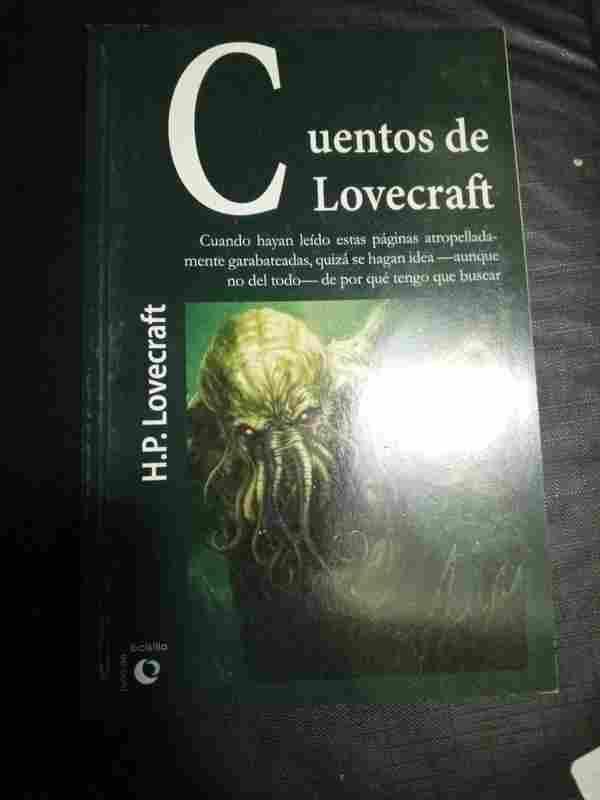 Cuentos de
Lovecraft
Cuando hayan leído estas páginas atropellada-
mente garabateadas, quizá se hagan idea —aunque
no del todo— de por qué tengo que buscar
H.P. Lovecraft
bolsillo